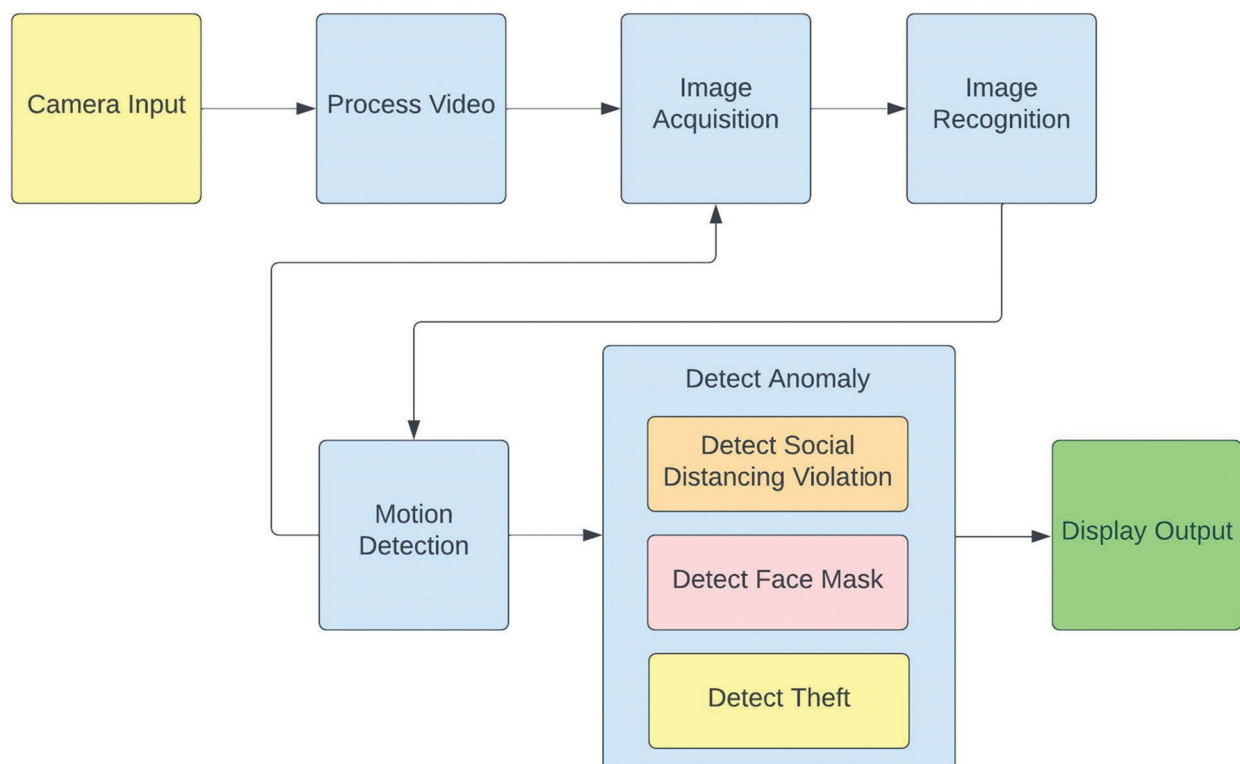 Camera Input
Process Video
Image
Acquisition
Image
Recognition
Motion
Detection
Detect Anomaly
Detect Social
Distancing Violation
Detect Face Mask
Detect Theft
Display Output